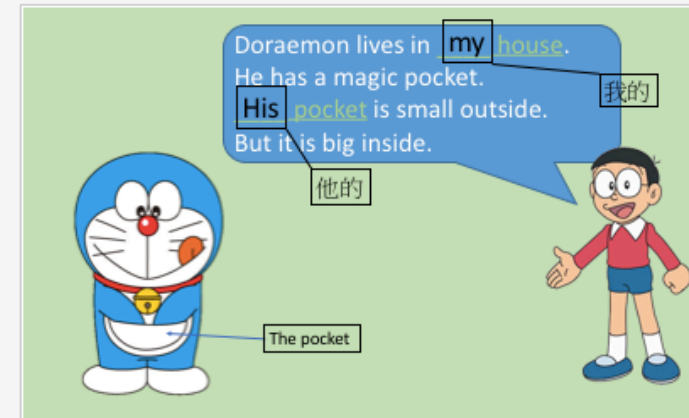 Doraemon lives in my house.
He has a magic pocket.
His pocket is small outside.
But it is big inside.
我的
他的
The pocket